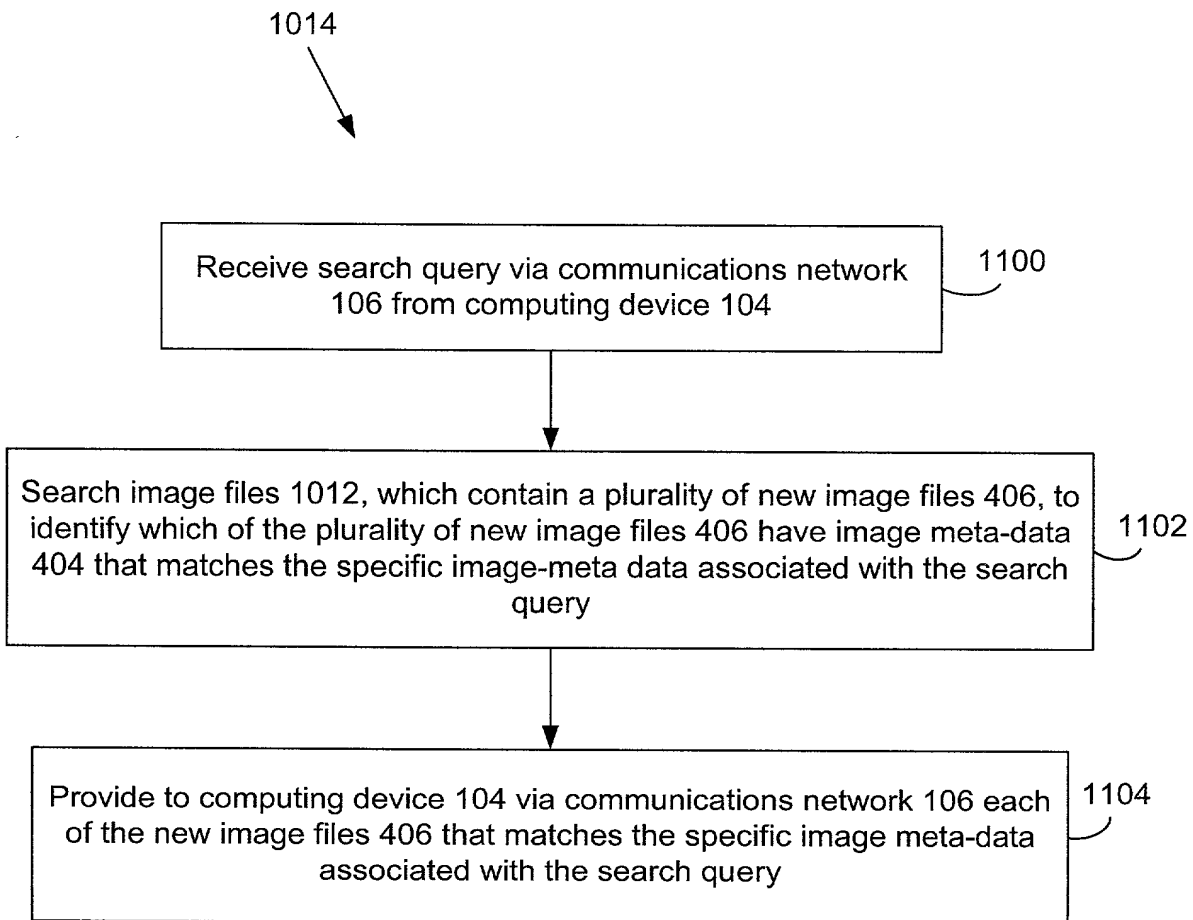 1014
Receive search query via communications network
106 from computing device 104
1100
Search image files 1012, which contain a plurality of new image files 406, to
identify which of the plurality of new image files 406 have image meta-data
404 that matches the specific image-meta data associated with the search
query
1102
Provide to computing device 104 via communications network 106 each
of the new image files 406 that matches the specific image meta-data
associated with the search query
1104